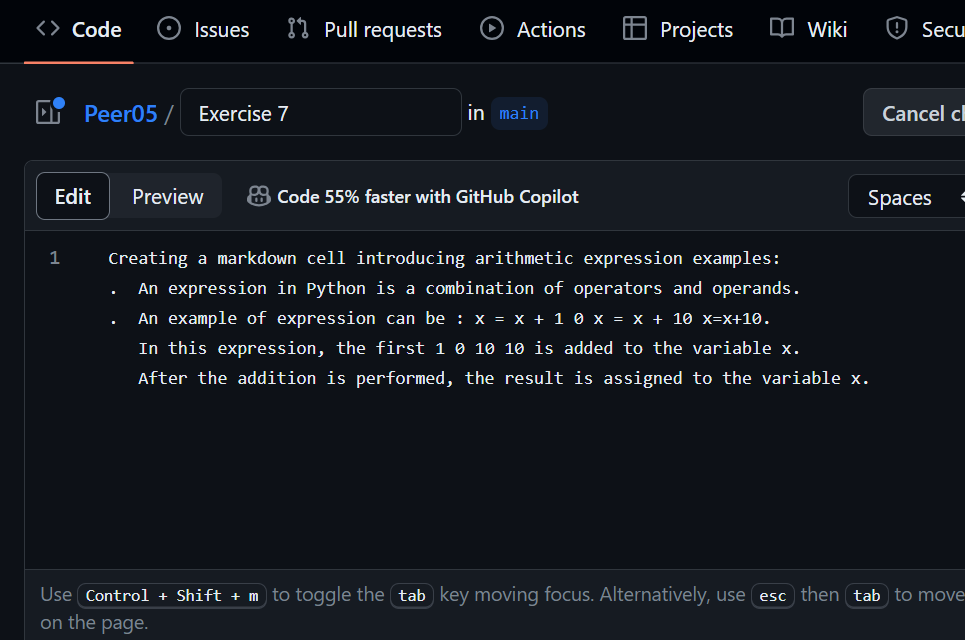 Code Issues Pull requests Actions Projects Wiki
Peer05 / Exercise 7 in main Cancel
Edit Preview Code 55% faster with GitHub Copilot Spaces
1 Creating a markdown cell introducing arithmetic expression examples:
. An expression in Python is a combination of operators and operands.
. An example of expression can be : x = x + 1 0 x = x + 10 x=x+10.
In this expression, the first 1 0 10 10 is added to the variable x.
After the addition is performed, the result is assigned to the variable x.
Use Control + Shift + m to toggle the tab key moving focus. Alternatively, use esc then tab to move
on the page.